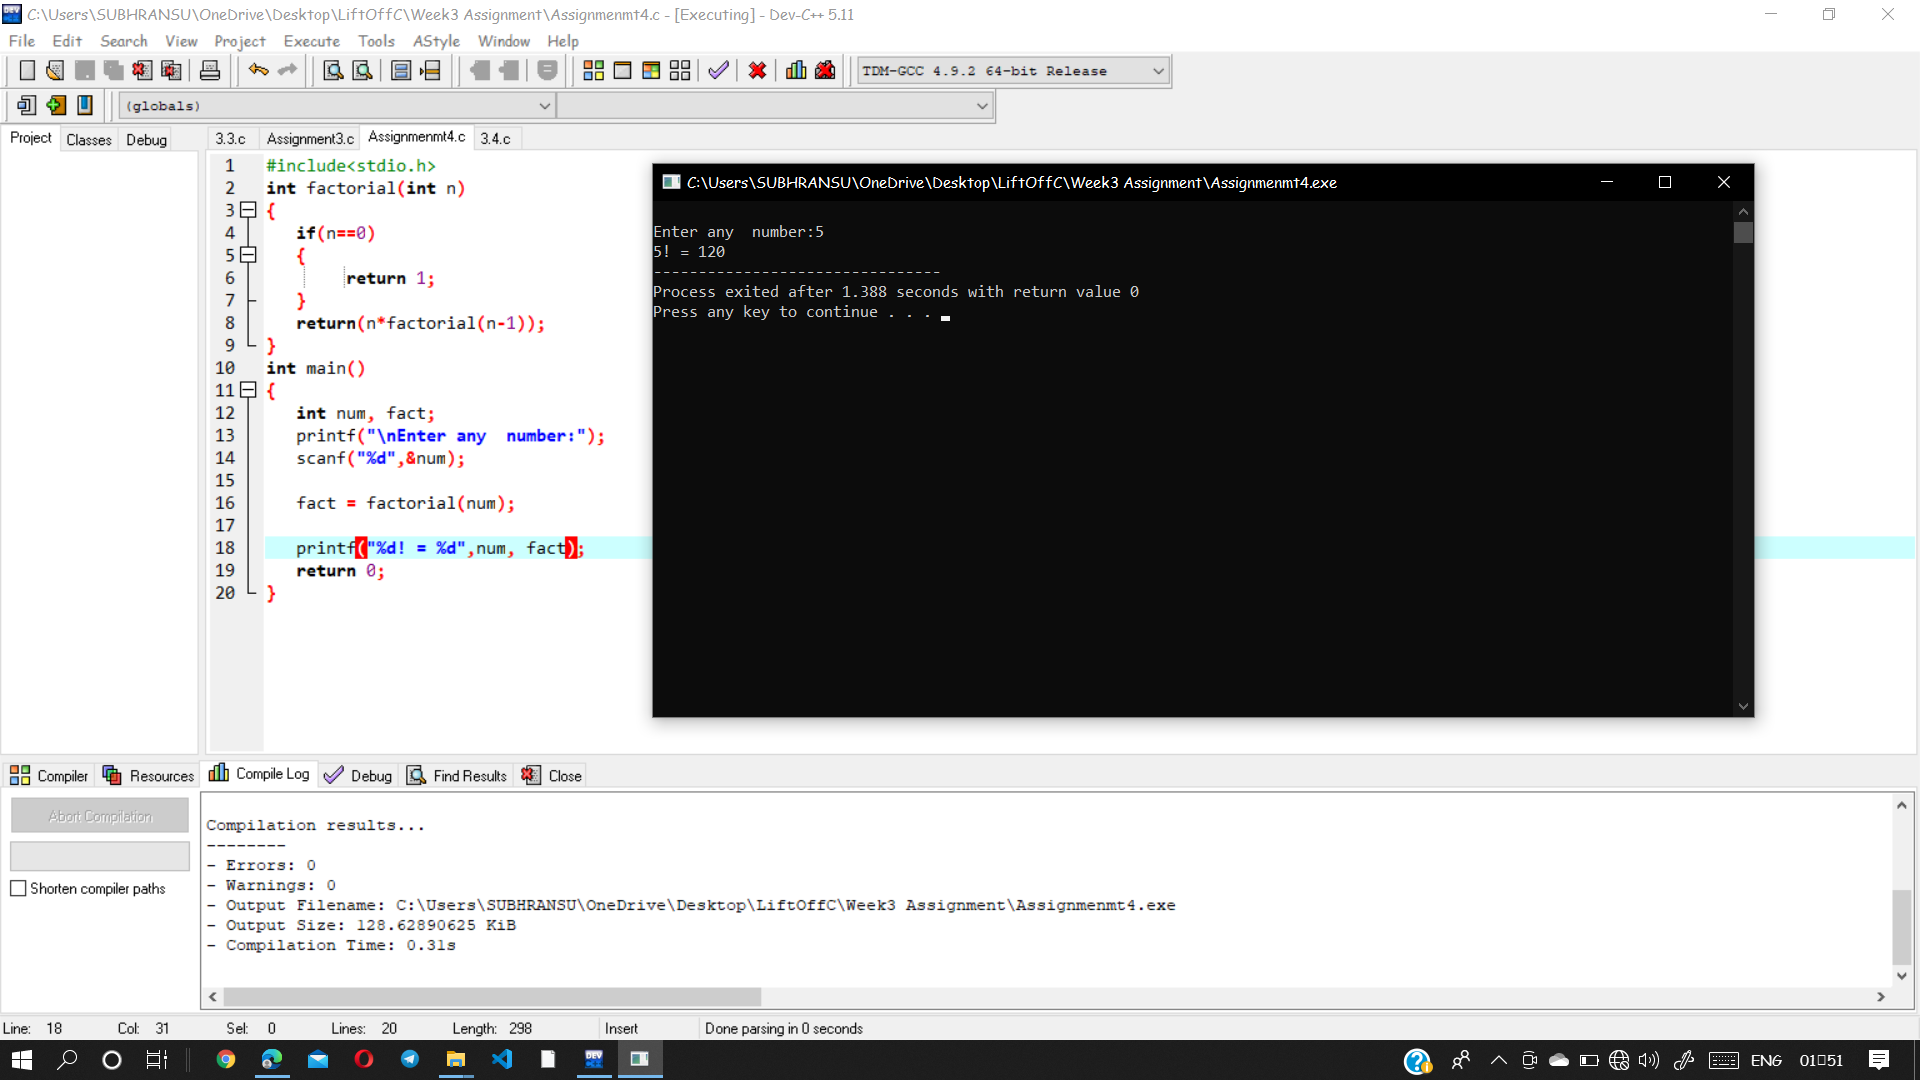 C:\Users\SUBHRANSU\OneDrive\Desktop\LiftOffC\Week3 Assignment\Assignmenmt4.c - [Executing] - Dev-C++ 5.11
File Edit Search View Project Execute Tools AStyle Window Help
TDM-GCC 4.9.2 64-bit Release
(globals)
Project Classes Debug
3.3.c Assignment3.c Assignmenmt4.c 3.4.c
1 #include<stdio.h>
2 int factorial(int n)
3 {
4 if(n==0)
5 {
6 return 1;
7 }
8 return(n*factorial(n-1));
9 }
10 int main()
11 {
12 int num, fact;
13 printf("\nEnter any  number:");
14 scanf("%d",&num);
15
16 fact = factorial(num);
17
18 printf("%d! = %d",num, fact);
19 return 0;
20 }
C:\Users\SUBHRANSU\OneDrive\Desktop\LiftOffC\Week3 Assignment\Assignmenmt4.exe
Enter any  number:5
5! = 120
--------------------------------
Process exited after 1.388 seconds with return value 0
Press any key to continue . . .
Compiler Resources Compile Log Debug Find Results Close
Abort Compilation
Shorten compiler paths
Compilation results...
--------
- Errors: 0
- Warnings: 0
- Output Filename: C:\Users\SUBHRANSU\OneDrive\Desktop\LiftOffC\Week3 Assignment\Assignmenmt4.exe
- Output Size: 128.62890625 KiB
- Compilation Time: 0.31s
Line: 18 Col: 31 Sel: 0 Lines: 20 Length: 298 Insert Done parsing in 0 seconds
DEV
ENG 01▯51